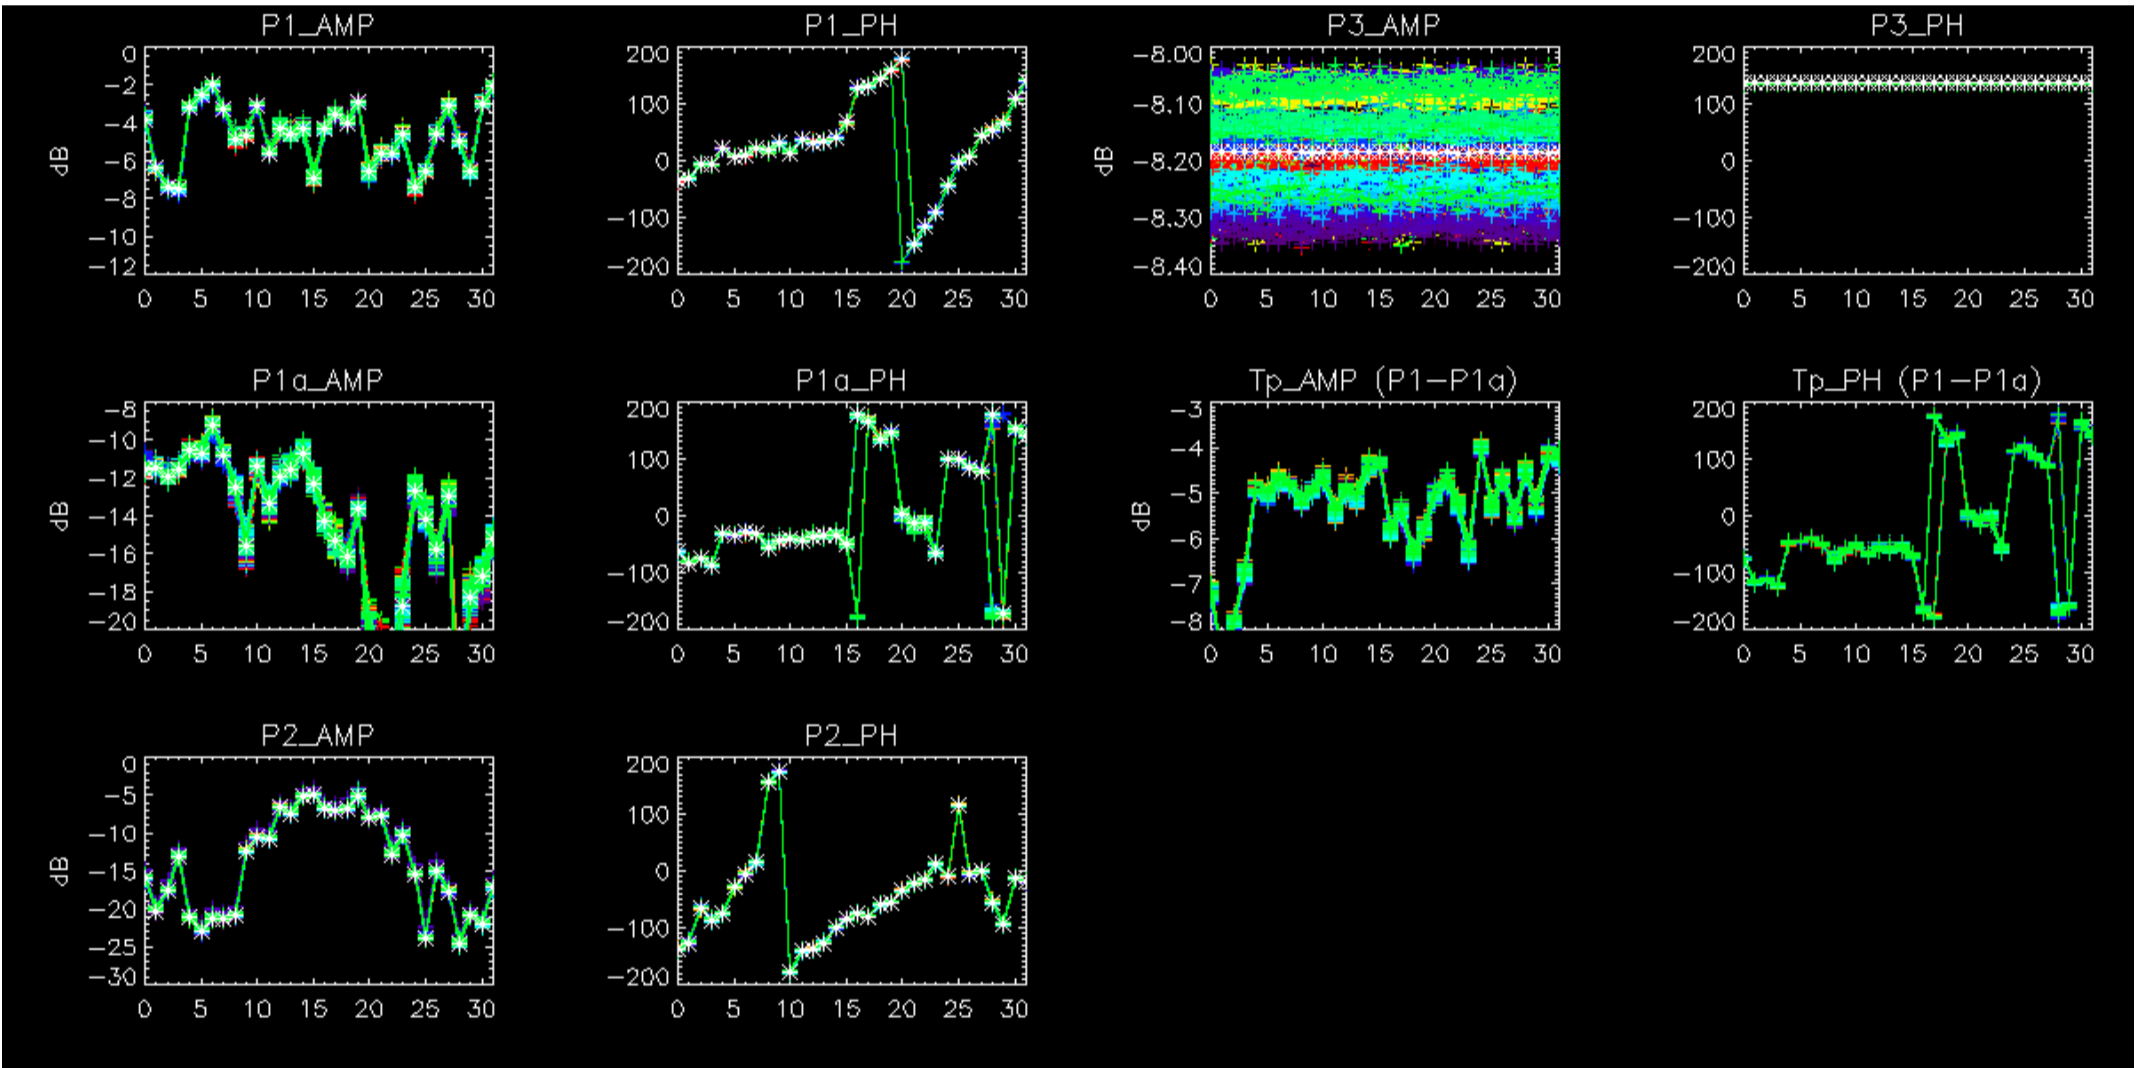 P1_AMP
dB
0
-2
-4
-6
-8
-10
-12
0 5 10 15 20 25 30
P1_PH
200
100
0
-100
-200
0 5 10 15 20 25 30
P3_AMP
dB
-8.00
-8.10
-8.20
-8.30
-8.40
0 5 10 15 20 25 30
P3_PH
200
100
0
-100
-200
0 5 10 15 20 25 30
P1a_AMP
dB
-8
-10
-12
-14
-16
-18
-20
0 5 10 15 20 25 30
P1a_PH
200
100
0
-100
-200
0 5 10 15 20 25 30
Tp_AMP (P1-P1a)
dB
-3
-4
-5
-6
-7
-8
0 5 10 15 20 25 30
Tp_PH (P1-P1a)
200
100
0
-100
-200
0 5 10 15 20 25 30
P2_AMP
dB
0
-5
-10
-15
-20
-25
-30
0 5 10 15 20 25 30
P2_PH
200
100
0
-100
-200
0 5 10 15 20 25 30